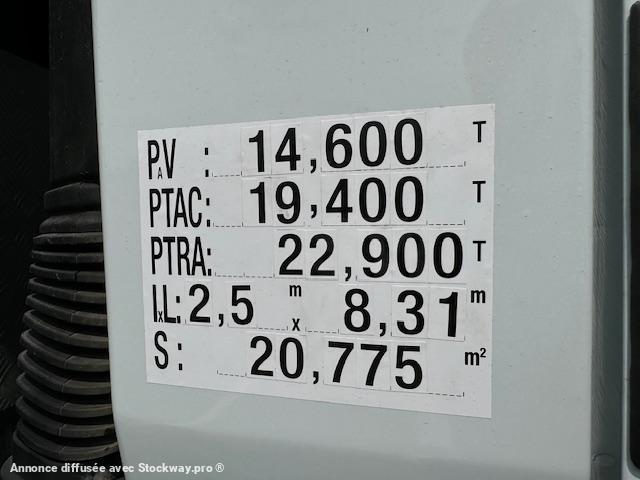 PAV : 14,600 T
PTAC: 19,400 T
PTRA: 22,900 T
lxL: 2,5 m x 8,31 m
S : 20,775 m²
Annonce diffusée avec Stockway.pro ®